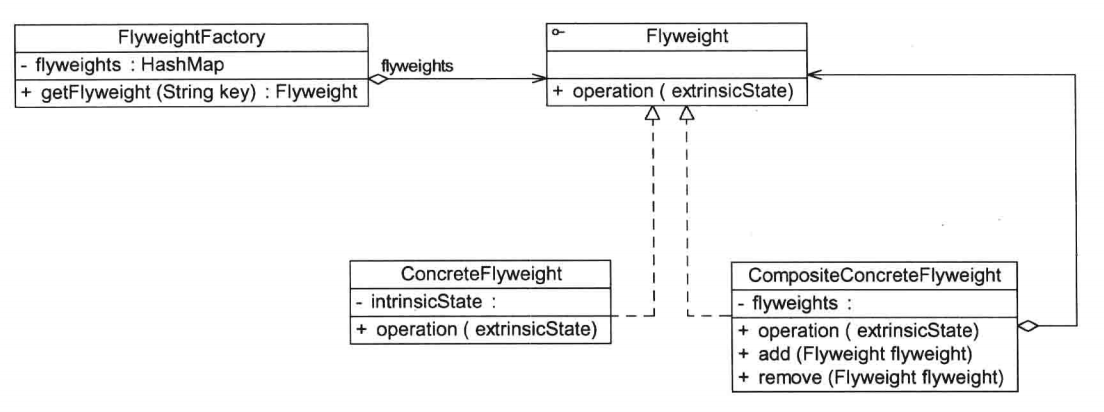 FlyweightFactory
- flyweights : HashMap
+ getFlyweight (String key) : Flyweight
flyweights
Flyweight
+ operation ( extrinsicState)
ConcreteFlyweight
- intrinsicState :
+ operation ( extrinsicState)
CompositeConcreteFlyweight
- flyweights :
+ operation ( extrinsicState)
+ add (Flyweight flyweight)
+ remove (Flyweight flyweight)